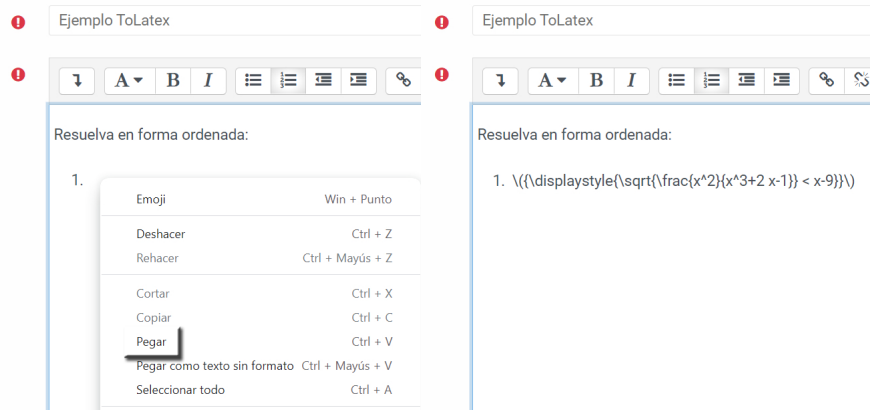 Ejemplo ToLatex
A B I
Resuelva en forma ordenada:
1.
Emoji Win + Punto
Deshacer Ctrl + Z
Rehacer Ctrl + Mayús + Z
Cortar Ctrl + X
Copiar Ctrl + C
Pegar Ctrl + V
Pegar como texto sin formato Ctrl + Mayús + V
Seleccionar todo Ctrl + A
Ejemplo ToLatex
A B I
Resuelva en forma ordenada:
1. \({\displaystyle{\sqrt{\frac{x^2}{x^3+2 x-1}} < x-9}}\)